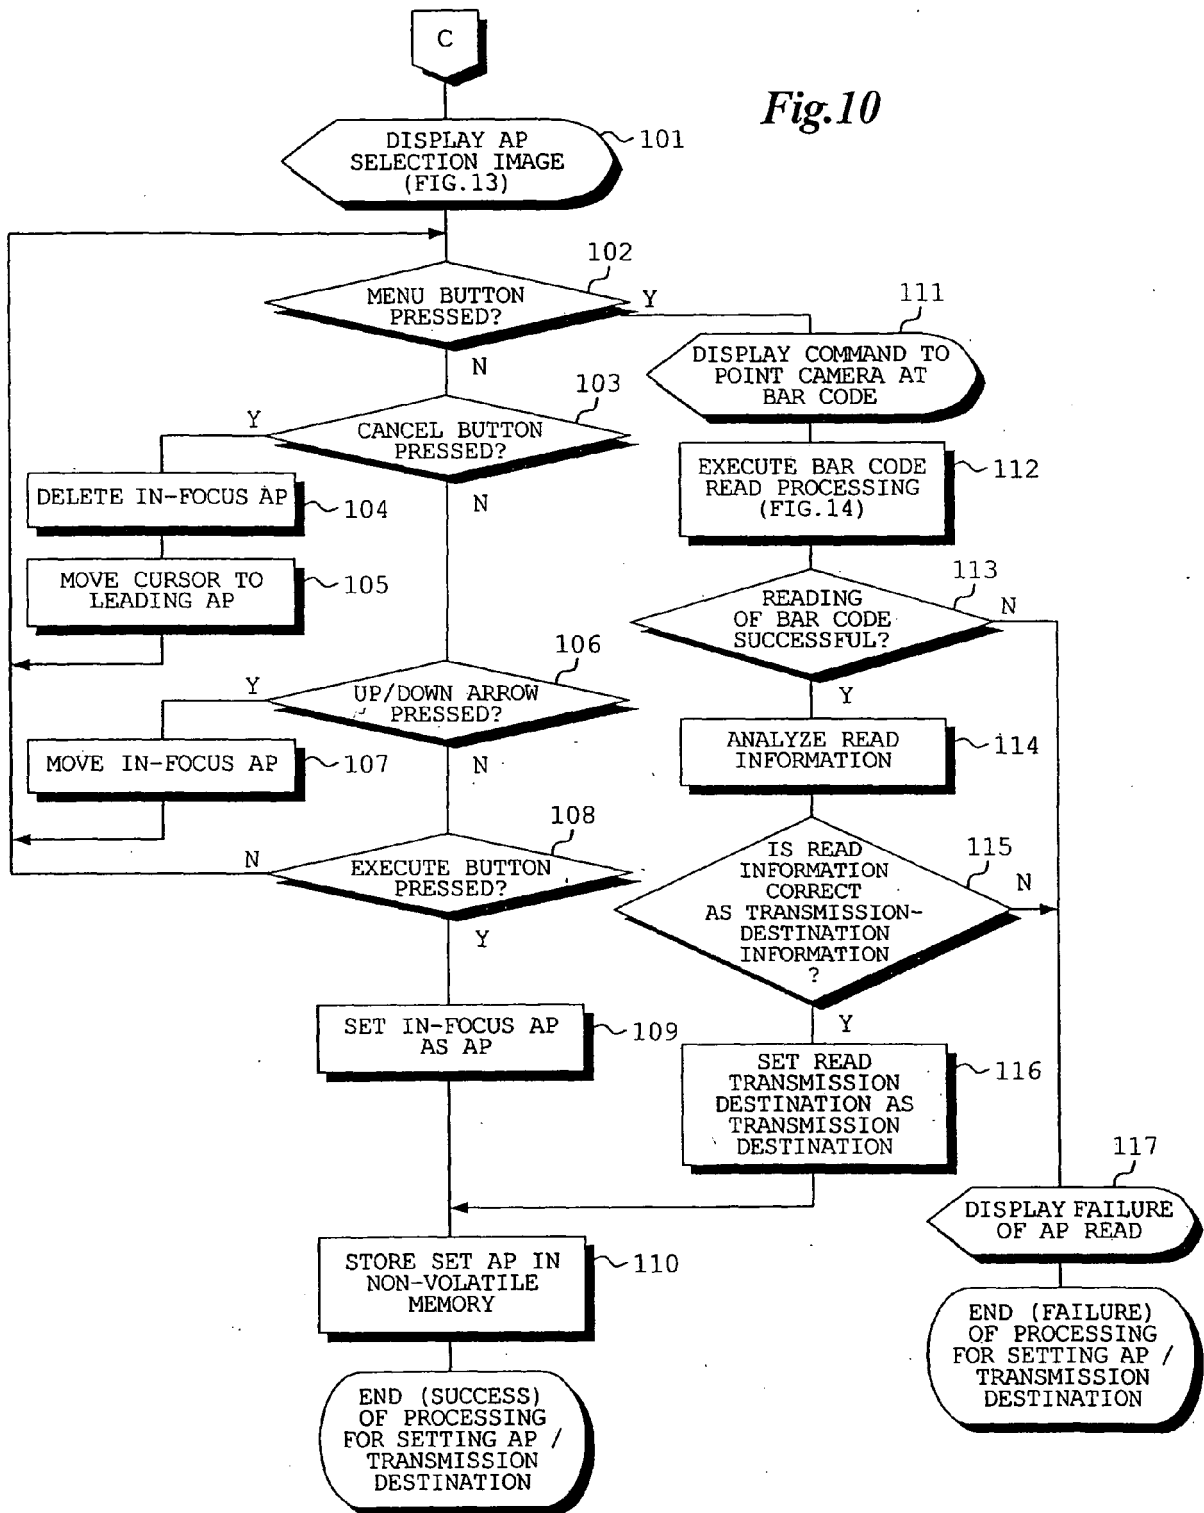 C
Fig.10
DISPLAY AP
SELECTION IMAGE
(FIG.13)
101
MENU BUTTON
PRESSED?
102
Y
N
CANCEL BUTTON
PRESSED?
103
Y
N
DELETE IN-FOCUS AP
104
MOVE CURSOR TO
LEADING AP
105
UP/DOWN ARROW
PRESSED?
106
Y
N
MOVE IN-FOCUS AP
107
EXECUTE BUTTON
PRESSED?
108
N
Y
SET IN-FOCUS AP
AS AP
109
STORE SET AP IN
NON-VOLATILE
MEMORY
110
END (SUCCESS)
OF PROCESSING
FOR SETTING AP /
TRANSMISSION
DESTINATION
111
DISPLAY COMMAND TO
POINT CAMERA AT
BAR CODE
EXECUTE BAR CODE
READ PROCESSING
(FIG.14)
112
READING
OF BAR CODE
SUCCESSFUL?
113
N
Y
ANALYZE READ
INFORMATION
114
IS READ
INFORMATION
CORRECT
AS TRANSMISSION-
DESTINATION
INFORMATION
?
115
N
Y
SET READ
TRANSMISSION
DESTINATION AS
TRANSMISSION
DESTINATION
116
117
DISPLAY FAILURE
OF AP READ
END (FAILURE)
OF PROCESSING
FOR SETTING AP /
TRANSMISSION
DESTINATION